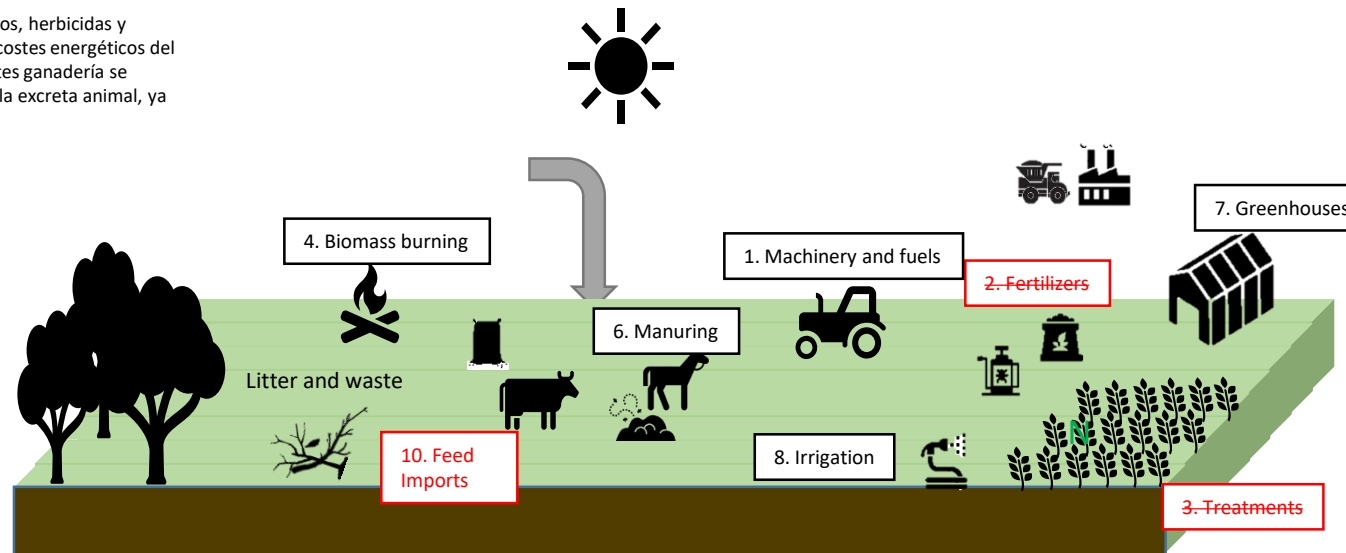 os, herbicidas y
costes energéticos del
tes ganadería se
la excreta animal, ya
7. Greenhouses
4. Biomass burning
1. Machinery and fuels
2. Fertilizers
6. Manuring
Litter and waste
N
10. Feed
Imports
8. Irrigation
3. Treatments